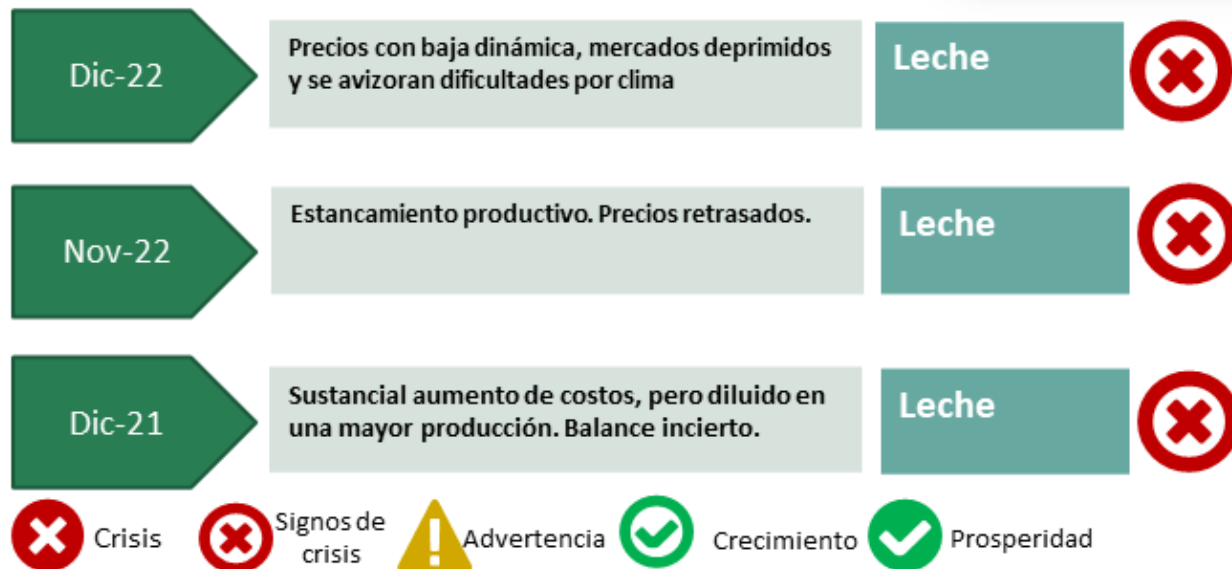 Dic-22
Precios con baja dinámica, mercados deprimidos
y se avizoran dificultades por clima
Leche
Nov-22
Estancamiento productivo. Precios retrasados.
Leche
Dic-21
Sustancial aumento de costos, pero diluido en
una mayor producción. Balance incierto.
Leche
Crisis
Signos de
crisis
Advertencia
Crecimiento
Prosperidad